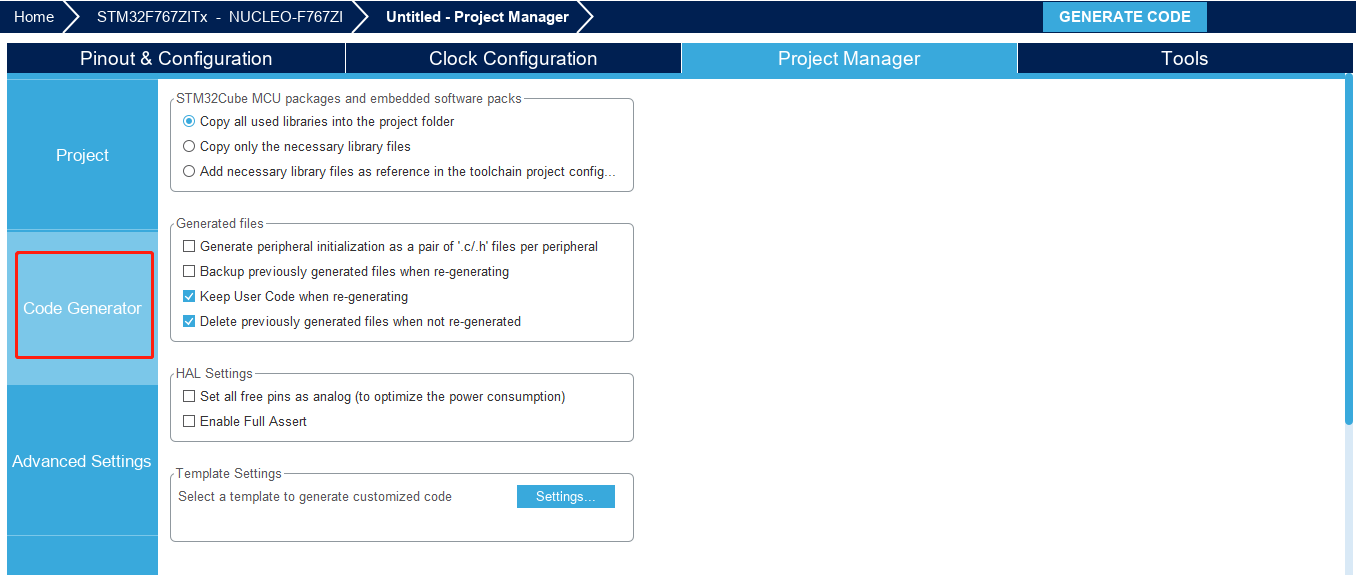 Home STM32F767ZITx - NUCLEO-F767ZI Untitled - Project Manager GENERATE CODE
Pinout & Configuration Clock Configuration Project Manager Tools
Project
Code Generator
Advanced Settings
STM32Cube MCU packages and embedded software packs
Copy all used libraries into the project folder
Copy only the necessary library files
Add necessary library files as reference in the toolchain project config...
Generated files
Generate peripheral initialization as a pair of '.c/.h' files per peripheral
Backup previously generated files when re-generating
Keep User Code when re-generating
Delete previously generated files when not re-generated
HAL Settings
Set all free pins as analog (to optimize the power consumption)
Enable Full Assert
Template Settings
Select a template to generate customized code Settings...